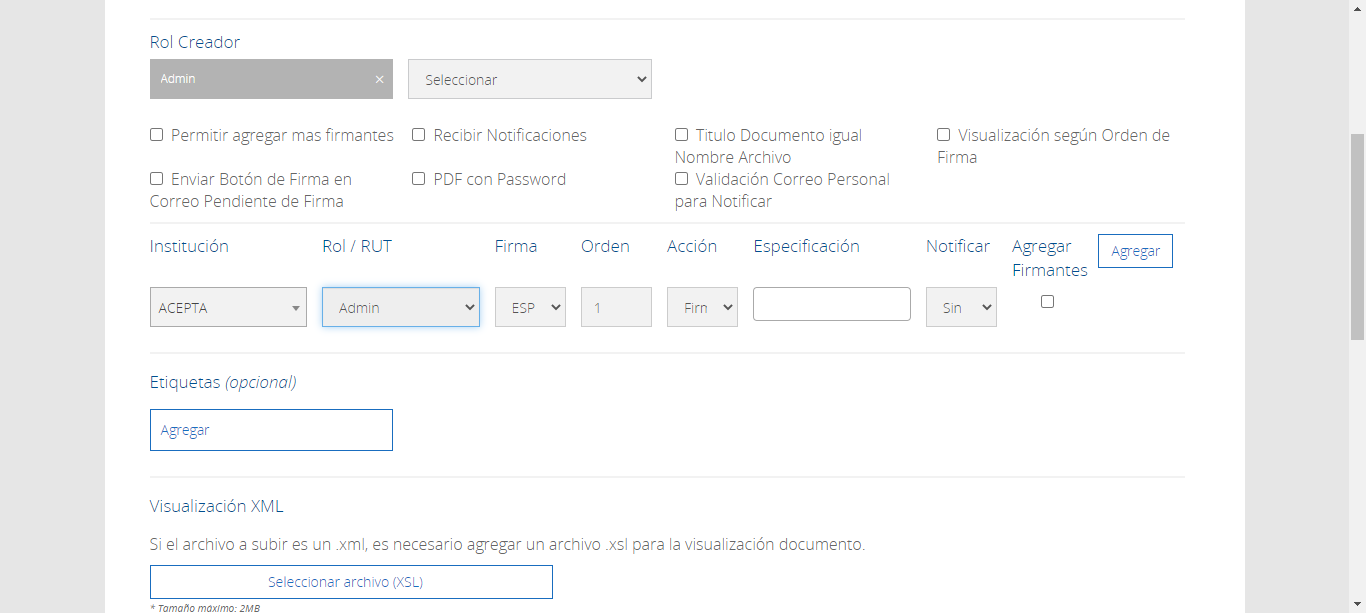 Rol Creador
Admin ×
Seleccionar
Permitir agregar mas firmantes
Recibir Notificaciones
Titulo Documento igual
Nombre Archivo
Visualización según Orden de
Firma
Enviar Botón de Firma en
Correo Pendiente de Firma
PDF con Password
Validación Correo Personal
para Notificar
Institución
Rol / RUT
Firma
Orden
Acción
Especificación
Notificar
Agregar
Firmantes
Agregar
ACEPTA
Admin
ESP
1
Firn
Sin
Etiquetas (opcional)
Agregar
Visualización XML
Si el archivo a subir es un .xml, es necesario agregar un archivo .xsl para la visualización documento.
Seleccionar archivo (XSL)
* Tamaño máximo: 2MB